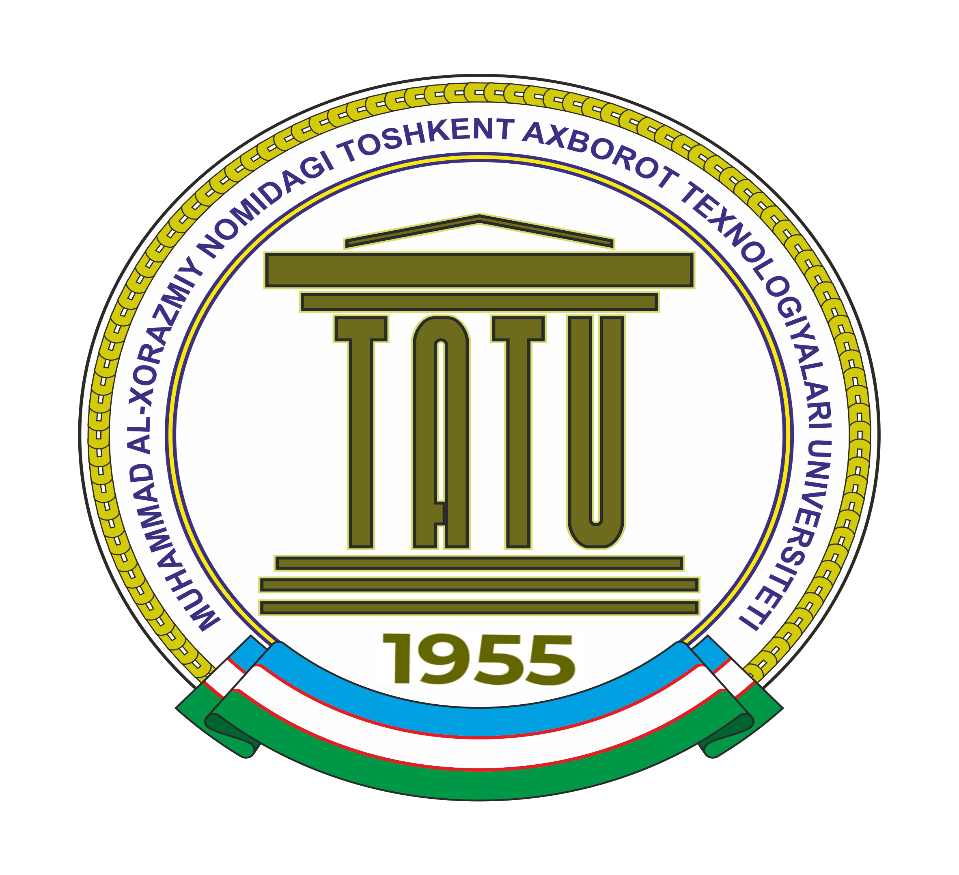 MUHAMMAD AL-XORAZMIY NOMIDAGI TOSHKENT AXBOROT TEXNOLOGIYALARI UNIVERSITETI
TATU
1955